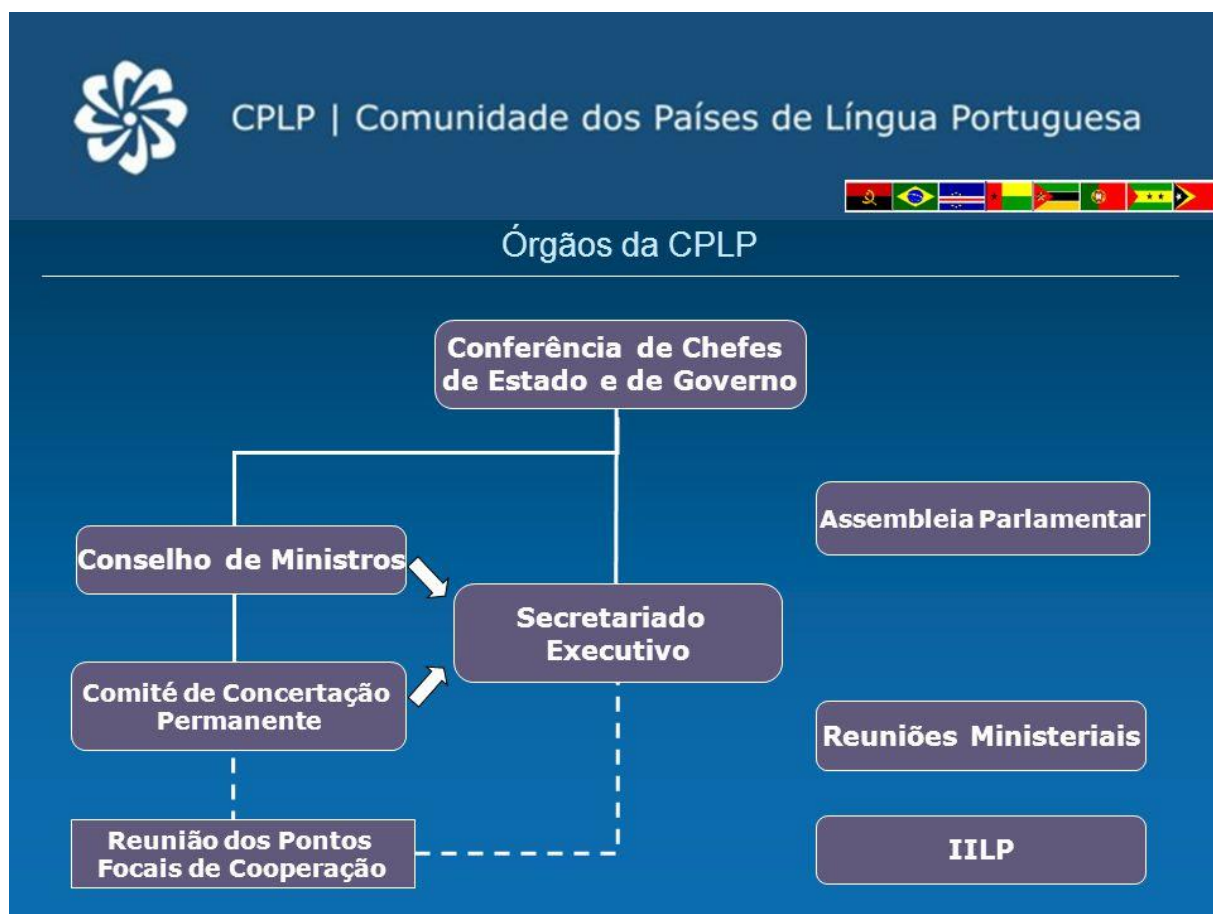 CPLP | Comunidade dos Países de Língua Portuguesa
Órgãos da CPLP
Conferência de Chefes
de Estado e de Governo
Assembleia Parlamentar
Conselho de Ministros
Secretariado
Executivo
Comité de Concertação
Permanente
Reuniões Ministeriais
Reunião dos Pontos
Focais de Cooperação
IILP